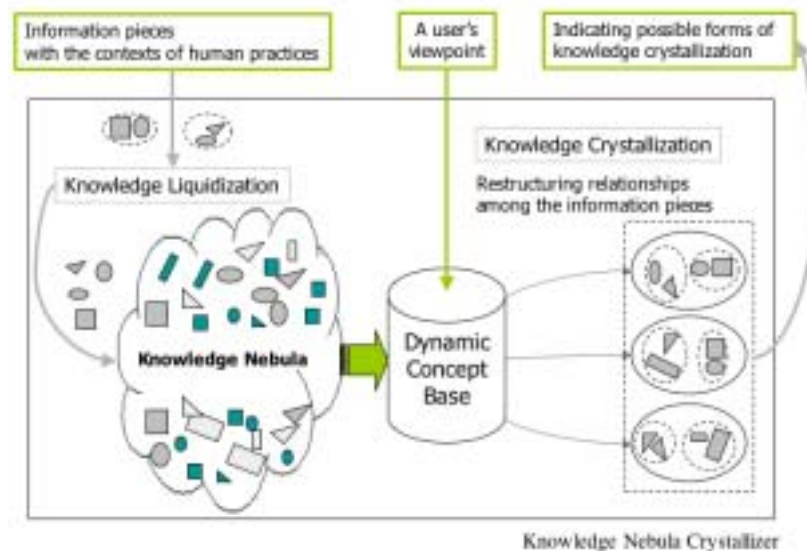 Information pieces
with the contexts of human practices
A user's
viewpoint
Indicating possible forms of
knowledge crystallization
Knowledge Liquidization
Knowledge Crystallization
Restructuring relationships
among the information pieces
Knowledge Nebula
Dynamic
Concept
Base
Knowledge Nebula Crystallizer